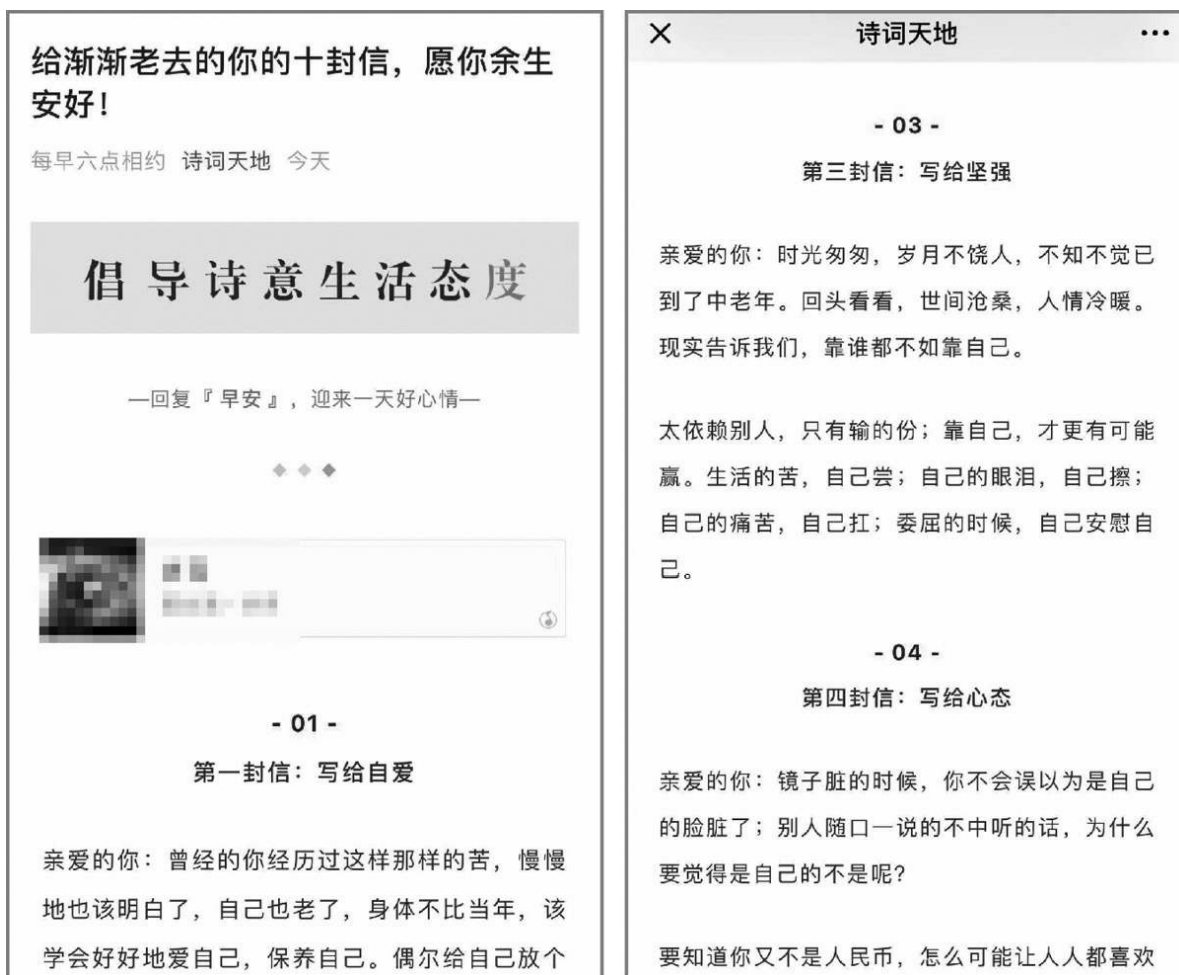 给渐渐老去的你的十封信，愿你余生
安好！
每早六点相约 诗词天地 今天
倡导诗意生活态度
—回复『早安』，迎来一天好心情—
- 01 -
第一封信：写给自爱
亲爱的你：曾经的你经历过这样那样的苦，慢慢
地也该明白了，自己也老了，身体不比当年，该
学会好好地爱自己，保养自己。偶尔给自己放个
诗词天地
- 03 -
第三封信：写给坚强
亲爱的你：时光匆匆，岁月不饶人，不知不觉已
到了中老年。回头看看，世间沧桑，人情冷暖。
现实告诉我们，靠谁都不如靠自己。
太依赖别人，只有输的份；靠自己，才更有可能
赢。生活的苦，自己尝；自己的眼泪，自己擦；
自己的痛苦，自己扛；委屈的时候，自己安慰自
己。
- 04 -
第四封信：写给心态
亲爱的你：镜子脏的时候，你不会误以为是自己
的脸脏了；别人随口一说的不中听的话，为什么
要觉得是自己的不是呢？
要知道你又不是人民币，怎么可能让人人都喜欢